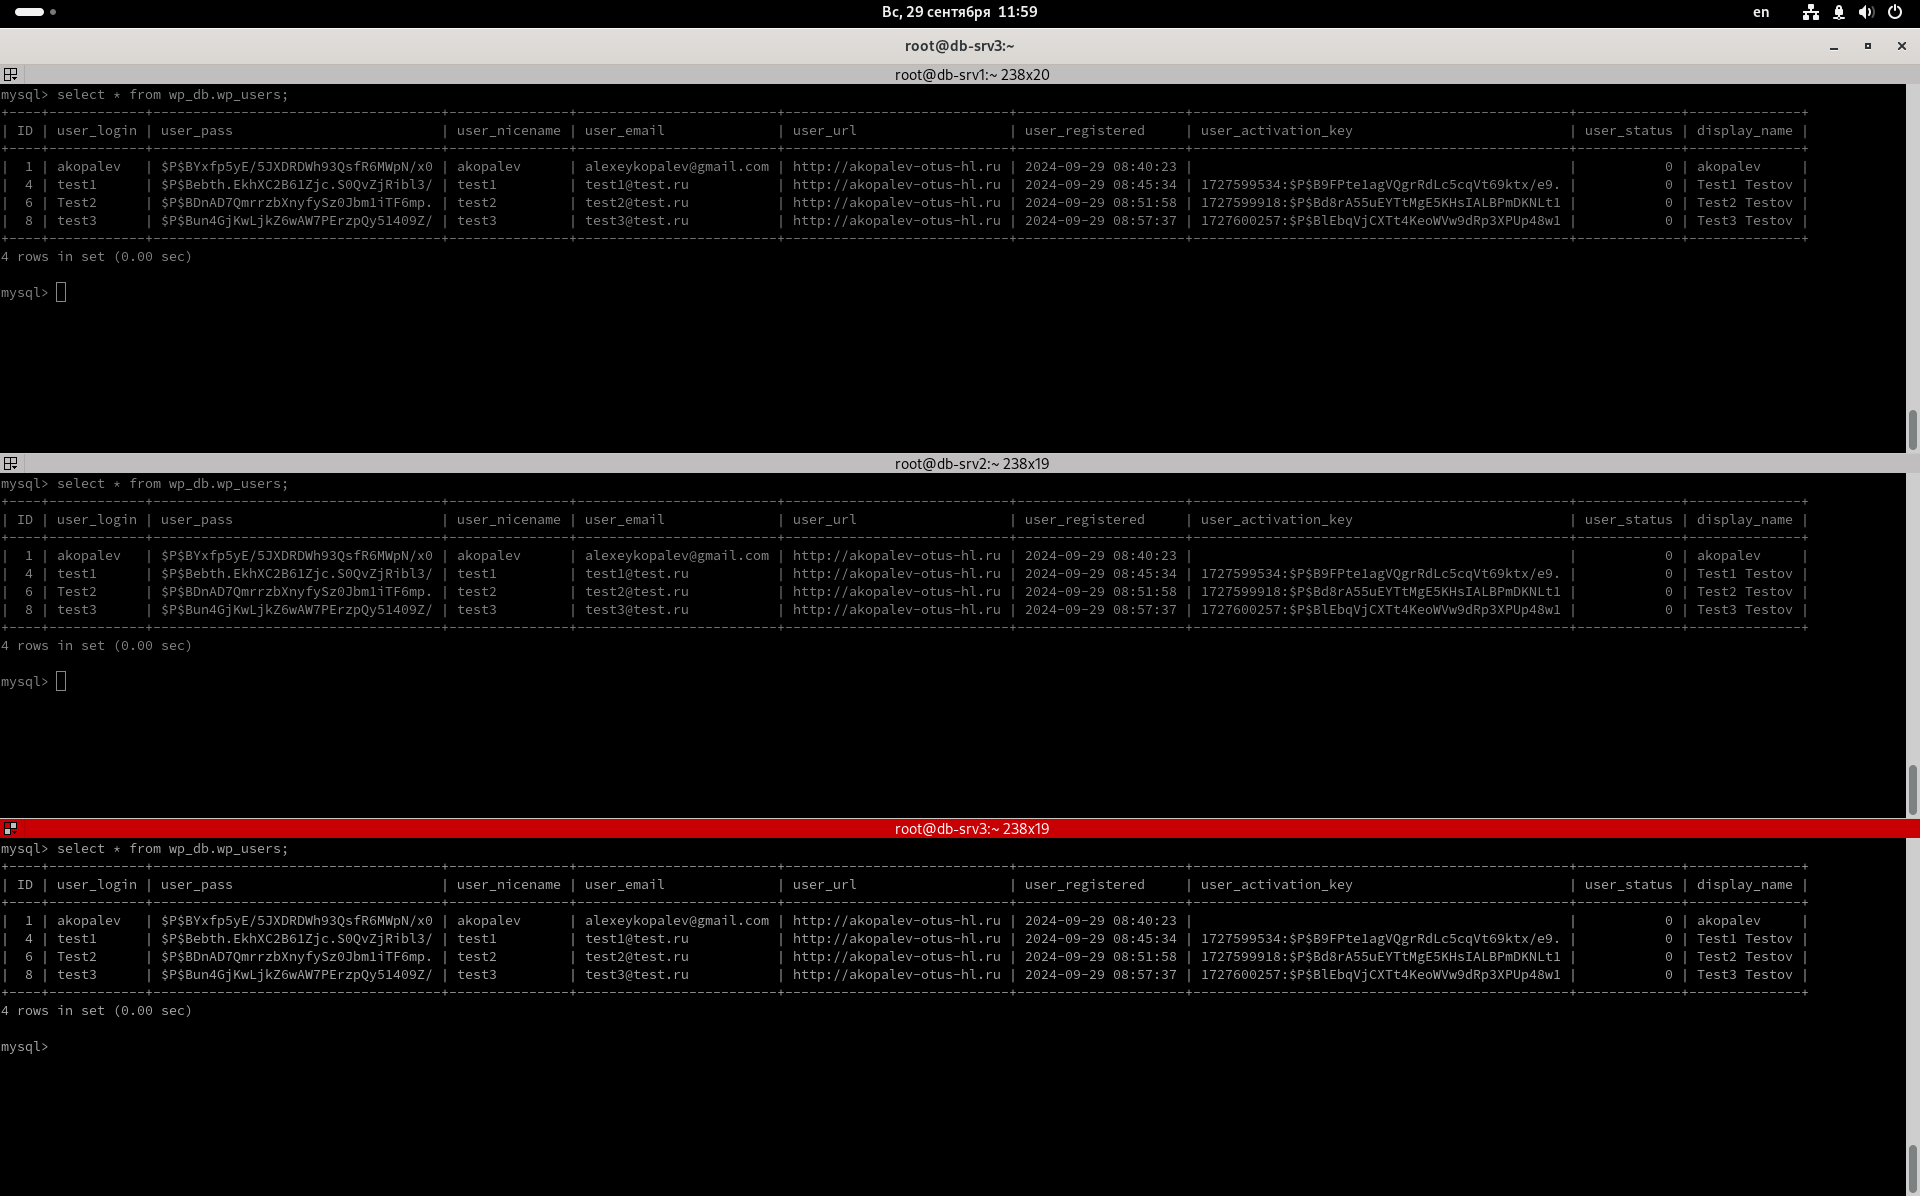 Вс, 29 сентября 11:59
en
root@db-srv3:~
root@db-srv1:~ 238x20
mysql> select * from wp_db.wp_users;
+----+------------+------------------------------------+---------------+------------------------+----------------------------+---------------------+-----------------------------------------------+-------------+--------------+
| ID | user_login | user_pass                          | user_nicename | user_email             | user_url                   | user_registered     | user_activation_key                           | user_status | display_name |
+----+------------+------------------------------------+---------------+------------------------+----------------------------+---------------------+-----------------------------------------------+-------------+--------------+
|  1 | akopalev   | $P$BYxfp5yE/5JXDRDWh93QsfR6MWpN/x0 | akopalev      | alexeykopalev@gmail.com | http://akopalev-otus-hl.ru | 2024-09-29 08:40:23 |                                               |           0 | akopalev     |
|  4 | test1      | $P$Bebth.EkhXC2B61Zjc.S0QvZjRibl3/ | test1         | test1@test.ru          | http://akopalev-otus-hl.ru | 2024-09-29 08:45:34 | 1727599534:$P$B9FPte1agVQgrRdLc5cqVt69ktx/e9. |           0 | Test1 Testov |
|  6 | Test2      | $P$BDnAD7QmrrzbXnyfySz0Jbm1iTF6mp. | test2         | test2@test.ru          | http://akopalev-otus-hl.ru | 2024-09-29 08:51:58 | 1727599918:$P$Bd8rA55uEYTtMgE5KHsIALBPmDKNLt1 |           0 | Test2 Testov |
|  8 | test3      | $P$Bun4GjKwLjkZ6wAW7PErzpQy51409Z/ | test3         | test3@test.ru          | http://akopalev-otus-hl.ru | 2024-09-29 08:57:37 | 1727600257:$P$BlEbqVjCXTt4KeoWVw9dRp3XPUp48w1 |           0 | Test3 Testov |
+----+------------+------------------------------------+---------------+------------------------+----------------------------+---------------------+-----------------------------------------------+-------------+--------------+
4 rows in set (0.00 sec)
mysql>
root@db-srv2:~ 238x19
mysql> select * from wp_db.wp_users;
+----+------------+------------------------------------+---------------+------------------------+----------------------------+---------------------+-----------------------------------------------+-------------+--------------+
| ID | user_login | user_pass                          | user_nicename | user_email             | user_url                   | user_registered     | user_activation_key                           | user_status | display_name |
+----+------------+------------------------------------+---------------+------------------------+----------------------------+---------------------+-----------------------------------------------+-------------+--------------+
|  1 | akopalev   | $P$BYxfp5yE/5JXDRDWh93QsfR6MWpN/x0 | akopalev      | alexeykopalev@gmail.com | http://akopalev-otus-hl.ru | 2024-09-29 08:40:23 |                                               |           0 | akopalev     |
|  4 | test1      | $P$Bebth.EkhXC2B61Zjc.S0QvZjRibl3/ | test1         | test1@test.ru          | http://akopalev-otus-hl.ru | 2024-09-29 08:45:34 | 1727599534:$P$B9FPte1agVQgrRdLc5cqVt69ktx/e9. |           0 | Test1 Testov |
|  6 | Test2      | $P$BDnAD7QmrrzbXnyfySz0Jbm1iTF6mp. | test2         | test2@test.ru          | http://akopalev-otus-hl.ru | 2024-09-29 08:51:58 | 1727599918:$P$Bd8rA55uEYTtMgE5KHsIALBPmDKNLt1 |           0 | Test2 Testov |
|  8 | test3      | $P$Bun4GjKwLjkZ6wAW7PErzpQy51409Z/ | test3         | test3@test.ru          | http://akopalev-otus-hl.ru | 2024-09-29 08:57:37 | 1727600257:$P$BlEbqVjCXTt4KeoWVw9dRp3XPUp48w1 |           0 | Test3 Testov |
+----+------------+------------------------------------+---------------+------------------------+----------------------------+---------------------+-----------------------------------------------+-------------+--------------+
4 rows in set (0.00 sec)
mysql>
root@db-srv3:~ 238x19
mysql> select * from wp_db.wp_users;
+----+------------+------------------------------------+---------------+------------------------+----------------------------+---------------------+-----------------------------------------------+-------------+--------------+
| ID | user_login | user_pass                          | user_nicename | user_email             | user_url                   | user_registered     | user_activation_key                           | user_status | display_name |
+----+------------+------------------------------------+---------------+------------------------+----------------------------+---------------------+-----------------------------------------------+-------------+--------------+
|  1 | akopalev   | $P$BYxfp5yE/5JXDRDWh93QsfR6MWpN/x0 | akopalev      | alexeykopalev@gmail.com | http://akopalev-otus-hl.ru | 2024-09-29 08:40:23 |                                               |           0 | akopalev     |
|  4 | test1      | $P$Bebth.EkhXC2B61Zjc.S0QvZjRibl3/ | test1         | test1@test.ru          | http://akopalev-otus-hl.ru | 2024-09-29 08:45:34 | 1727599534:$P$B9FPte1agVQgrRdLc5cqVt69ktx/e9. |           0 | Test1 Testov |
|  6 | Test2      | $P$BDnAD7QmrrzbXnyfySz0Jbm1iTF6mp. | test2         | test2@test.ru          | http://akopalev-otus-hl.ru | 2024-09-29 08:51:58 | 1727599918:$P$Bd8rA55uEYTtMgE5KHsIALBPmDKNLt1 |           0 | Test2 Testov |
|  8 | test3      | $P$Bun4GjKwLjkZ6wAW7PErzpQy51409Z/ | test3         | test3@test.ru          | http://akopalev-otus-hl.ru | 2024-09-29 08:57:37 | 1727600257:$P$BlEbqVjCXTt4KeoWVw9dRp3XPUp48w1 |           0 | Test3 Testov |
+----+------------+------------------------------------+---------------+------------------------+----------------------------+---------------------+-----------------------------------------------+-------------+--------------+
4 rows in set (0.00 sec)
mysql>